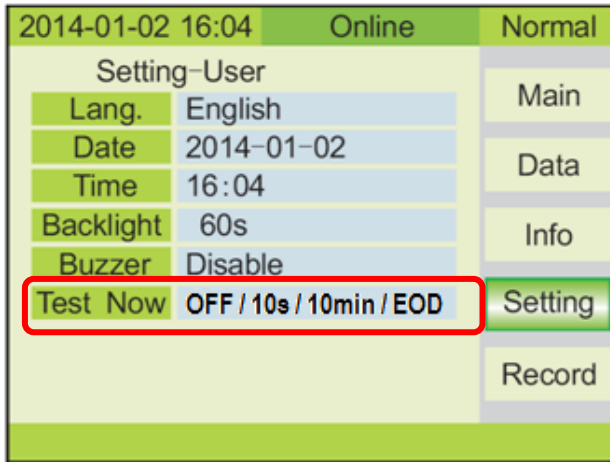 2014-01-02 16:04 Online Normal
Setting-User
Main
Lang. English
Date 2014-01-02
Data
Time 16:04
Backlight 60s
Info
Buzzer Disable
Test Now OFF / 10s / 10min / EOD
Setting
Record